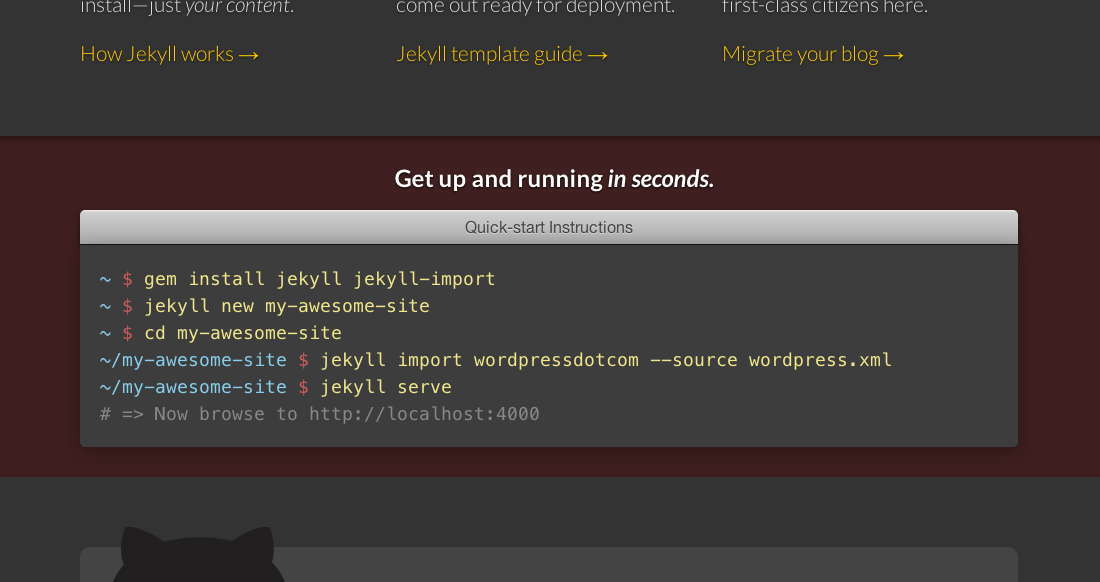 install—just your content.
come out ready for deployment.
first-class citizens here.
How Jekyll works →
Jekyll template guide →
Migrate your blog →
Get up and running in seconds.
Quick-start Instructions
~ $ gem install jekyll jekyll-import
~ $ jekyll new my-awesome-site
~ $ cd my-awesome-site
~/my-awesome-site $ jekyll import wordpressdotcom --source wordpress.xml
~/my-awesome-site $ jekyll serve
# => Now browse to http://localhost:4000